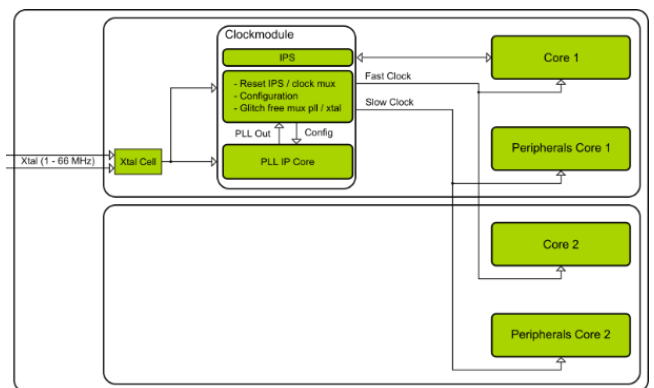 Clockmodule
IPS
- Reset IPS / clock mux
- Configuration
- Glitch free mux pll / xtal
PLL Out
Config
PLL IP Core
Xtal (1 - 66 MHz)
Xtal Cell
Fast Clock
Slow Clock
Core 1
Peripherals Core 1
Core 2
Peripherals Core 2